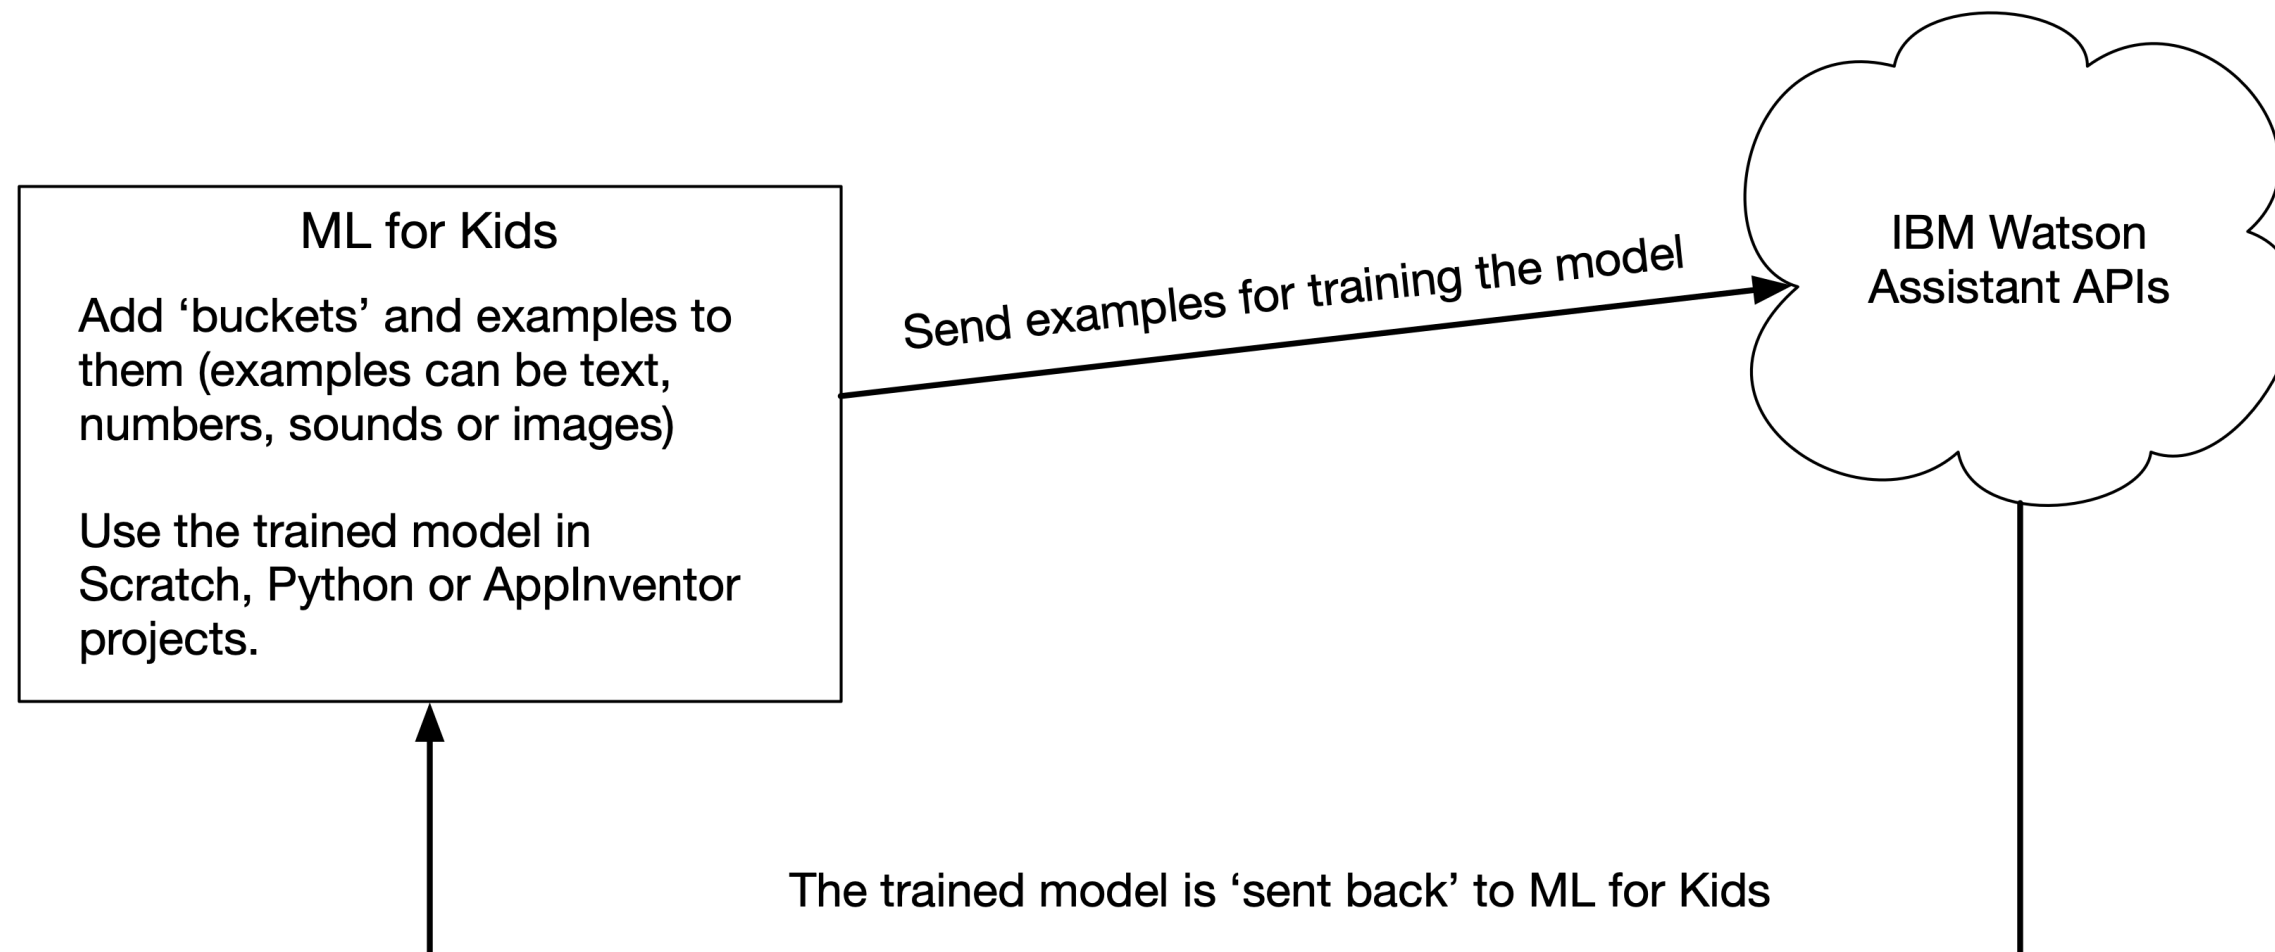 ML for Kids
Add ‘buckets’ and examples to
them (examples can be text,
numbers, sounds or images)
Use the trained model in
Scratch, Python or AppInventor
projects.
Send examples for training the model
IBM Watson
Assistant APIs
The trained model is ‘sent back’ to ML for Kids